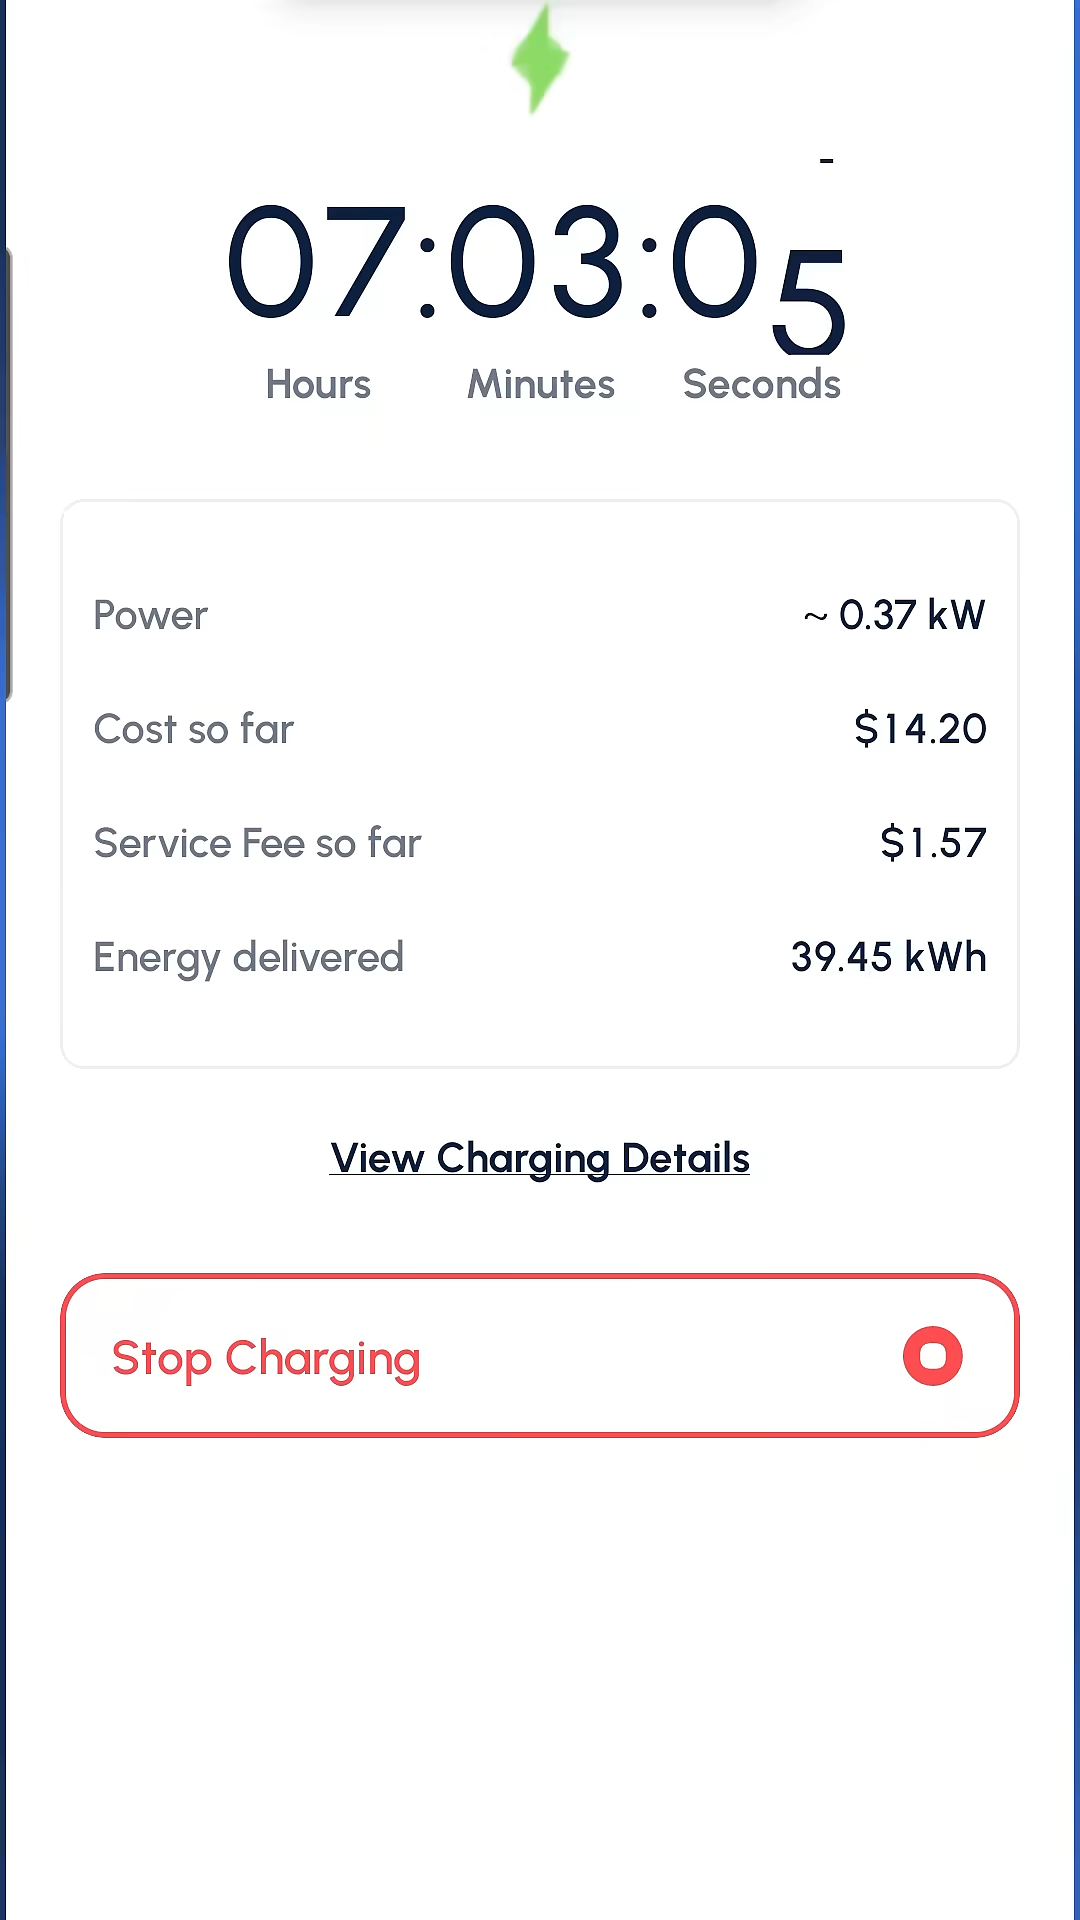 07:03:05
Hours Minutes Seconds
Power ~ 0.37 kW
Cost so far $14.20
Service Fee so far $1.57
Energy delivered 39.45 kWh
View Charging Details
Stop Charging